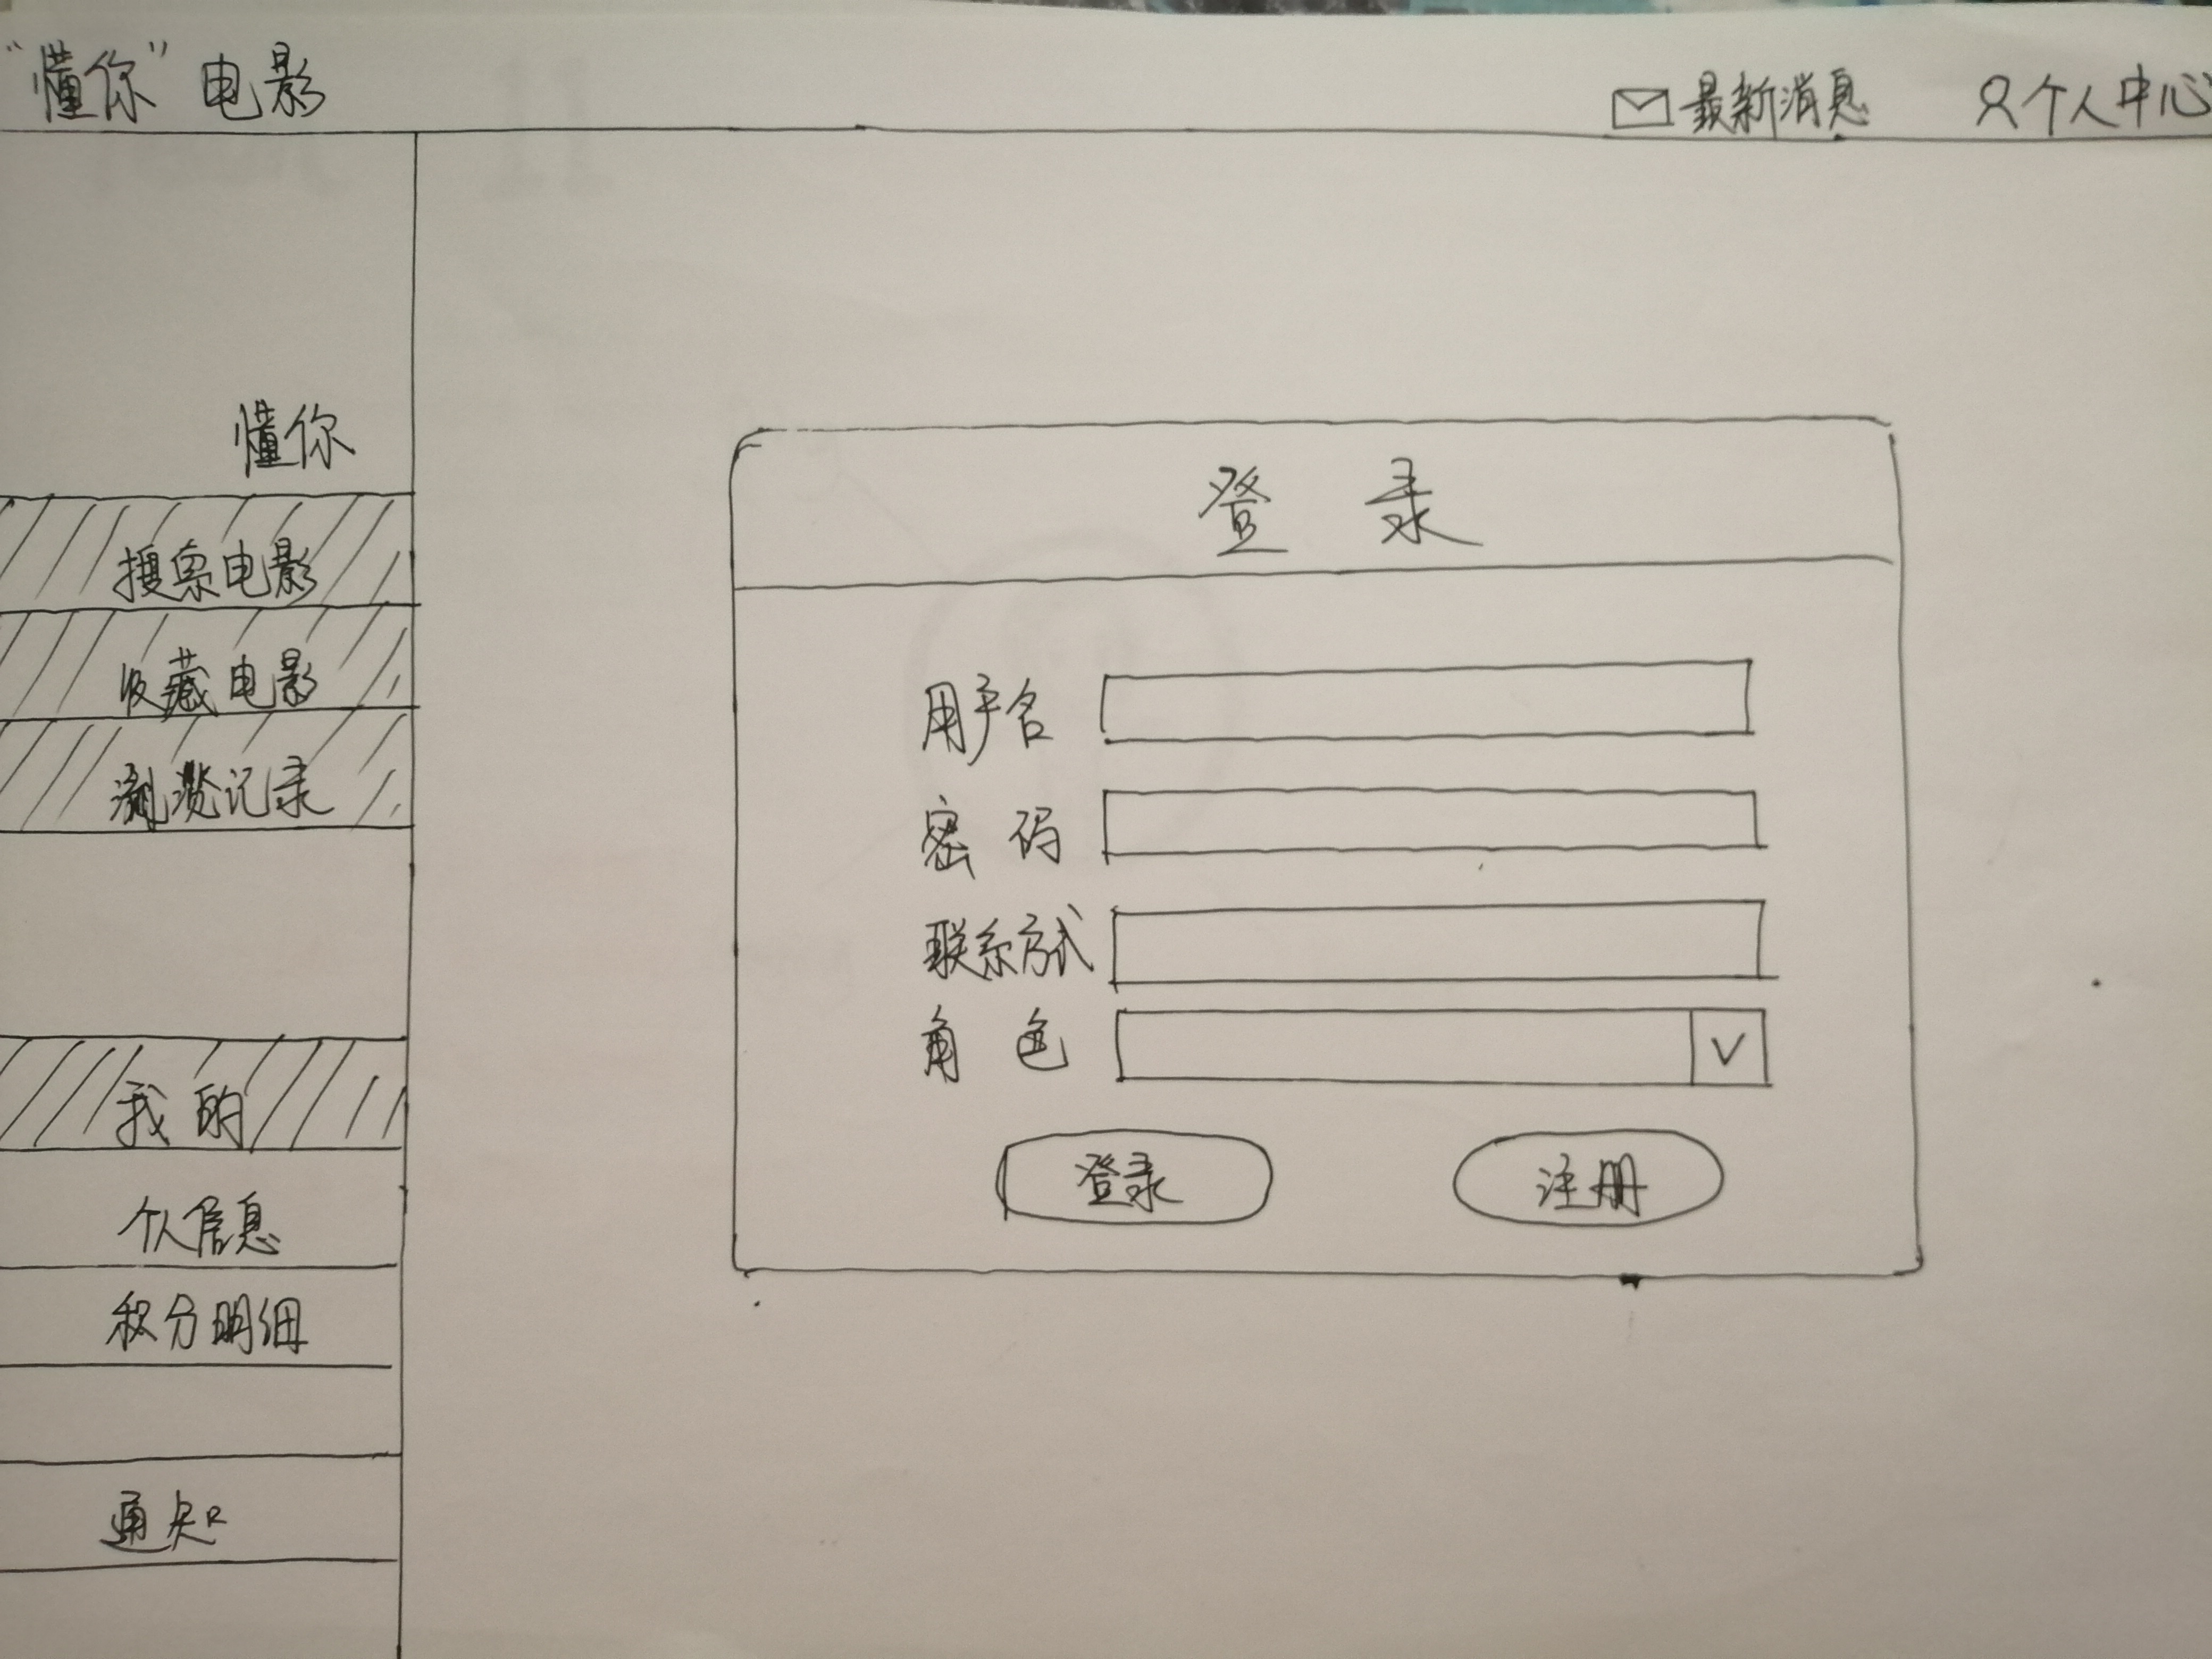 “懂你”电影
最新消息 个人中心
懂你
搜索电影
收藏电影
浏览记录
我的
个人信息
积分明细
通知
登 录
用户名
密 码
联系方式
角 色
登录 注册